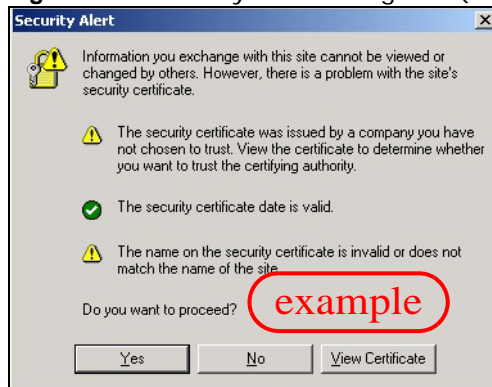 Security Alert
Information you exchange with this site cannot be viewed or
changed by others. However, there is a problem with the site's
security certificate.
The security certificate was issued by a company you have
not chosen to trust. View the certificate to determine whether
you want to trust the certifying authority.
The security certificate date is valid.
The name on the security certificate is invalid or does not
match the name of the site
Do you want to proceed?
example
Yes
No
View Certificate